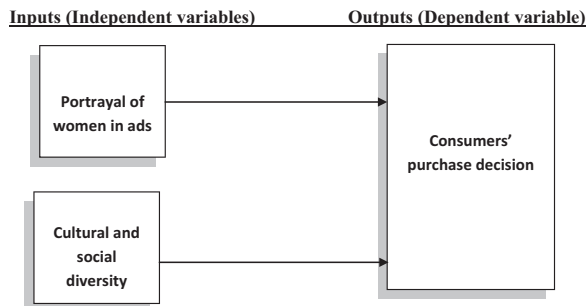 Inputs (Independent variables) Outputs (Dependent variable)
Portrayal of
women in ads
Consumers'
purchase decision
Cultural and
social
diversity